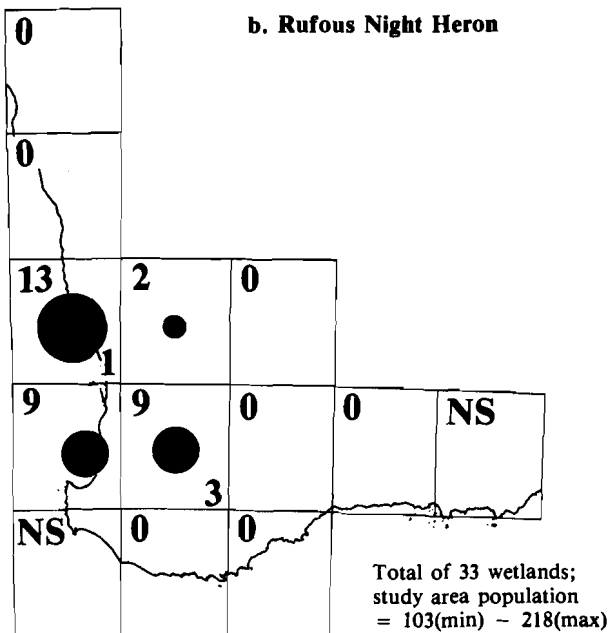 b. Rufous Night Heron
0
0
13 2 0
1
9 9 0 0 NS
3
NS 0 0
Total of 33 wetlands;
study area population
= 103(min) – 218(max)